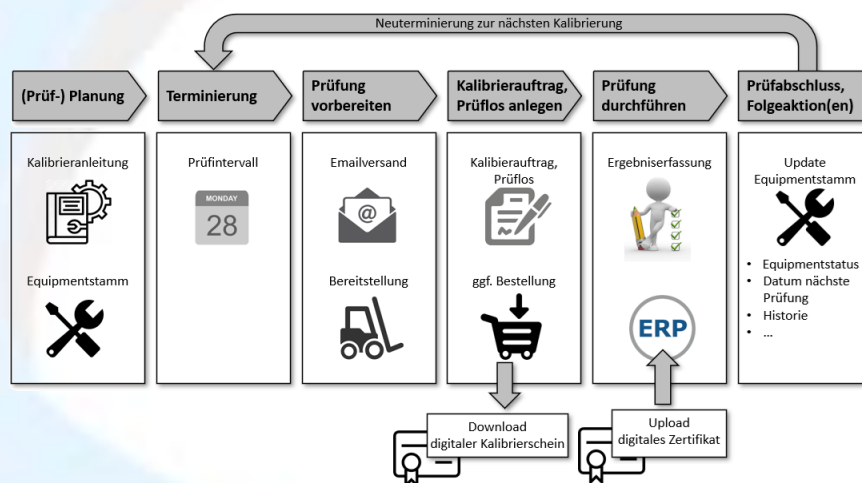 Neuterminierung zur nächsten Kalibrierung
(Prüf-) Planung
Terminierung
Prüfung
vorbereiten
Kalibrierauftrag,
Prüflos anlegen
Prüfung
durchführen
Prüfabschluss,
Folgeaktion(en)
Kalibrieranleitung
Equipmentstamm
Prüfintervall
MONDAY
28
Emailversand
@
Bereitstellung
Kalibierauftrag,
Prüflos
ggf. Bestellung
Ergebniserfassung
ERP
Update
Equipmentstamm
• Equipmentstatus
• Datum nächste
Prüfung
• Historie
• ...
Download
digitaler Kalibrierschein
Upload
digitales Zertifikat